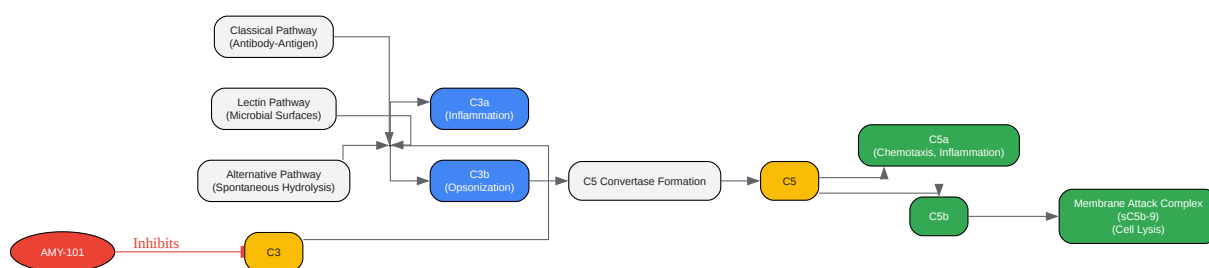 Classical Pathway
(Antibody-Antigen)
Lectin Pathway
(Microbial Surfaces)
Alternative Pathway
(Spontaneous Hydrolysis)
AMY-101
Inhibits
C3
C3a
(Inflammation)
C3b
(Opsonization)
C5 Convertase Formation
C5
C5a
(Chemotaxis, Inflammation)
C5b
Membrane Attack Complex
(sC5b-9)
(Cell Lysis)